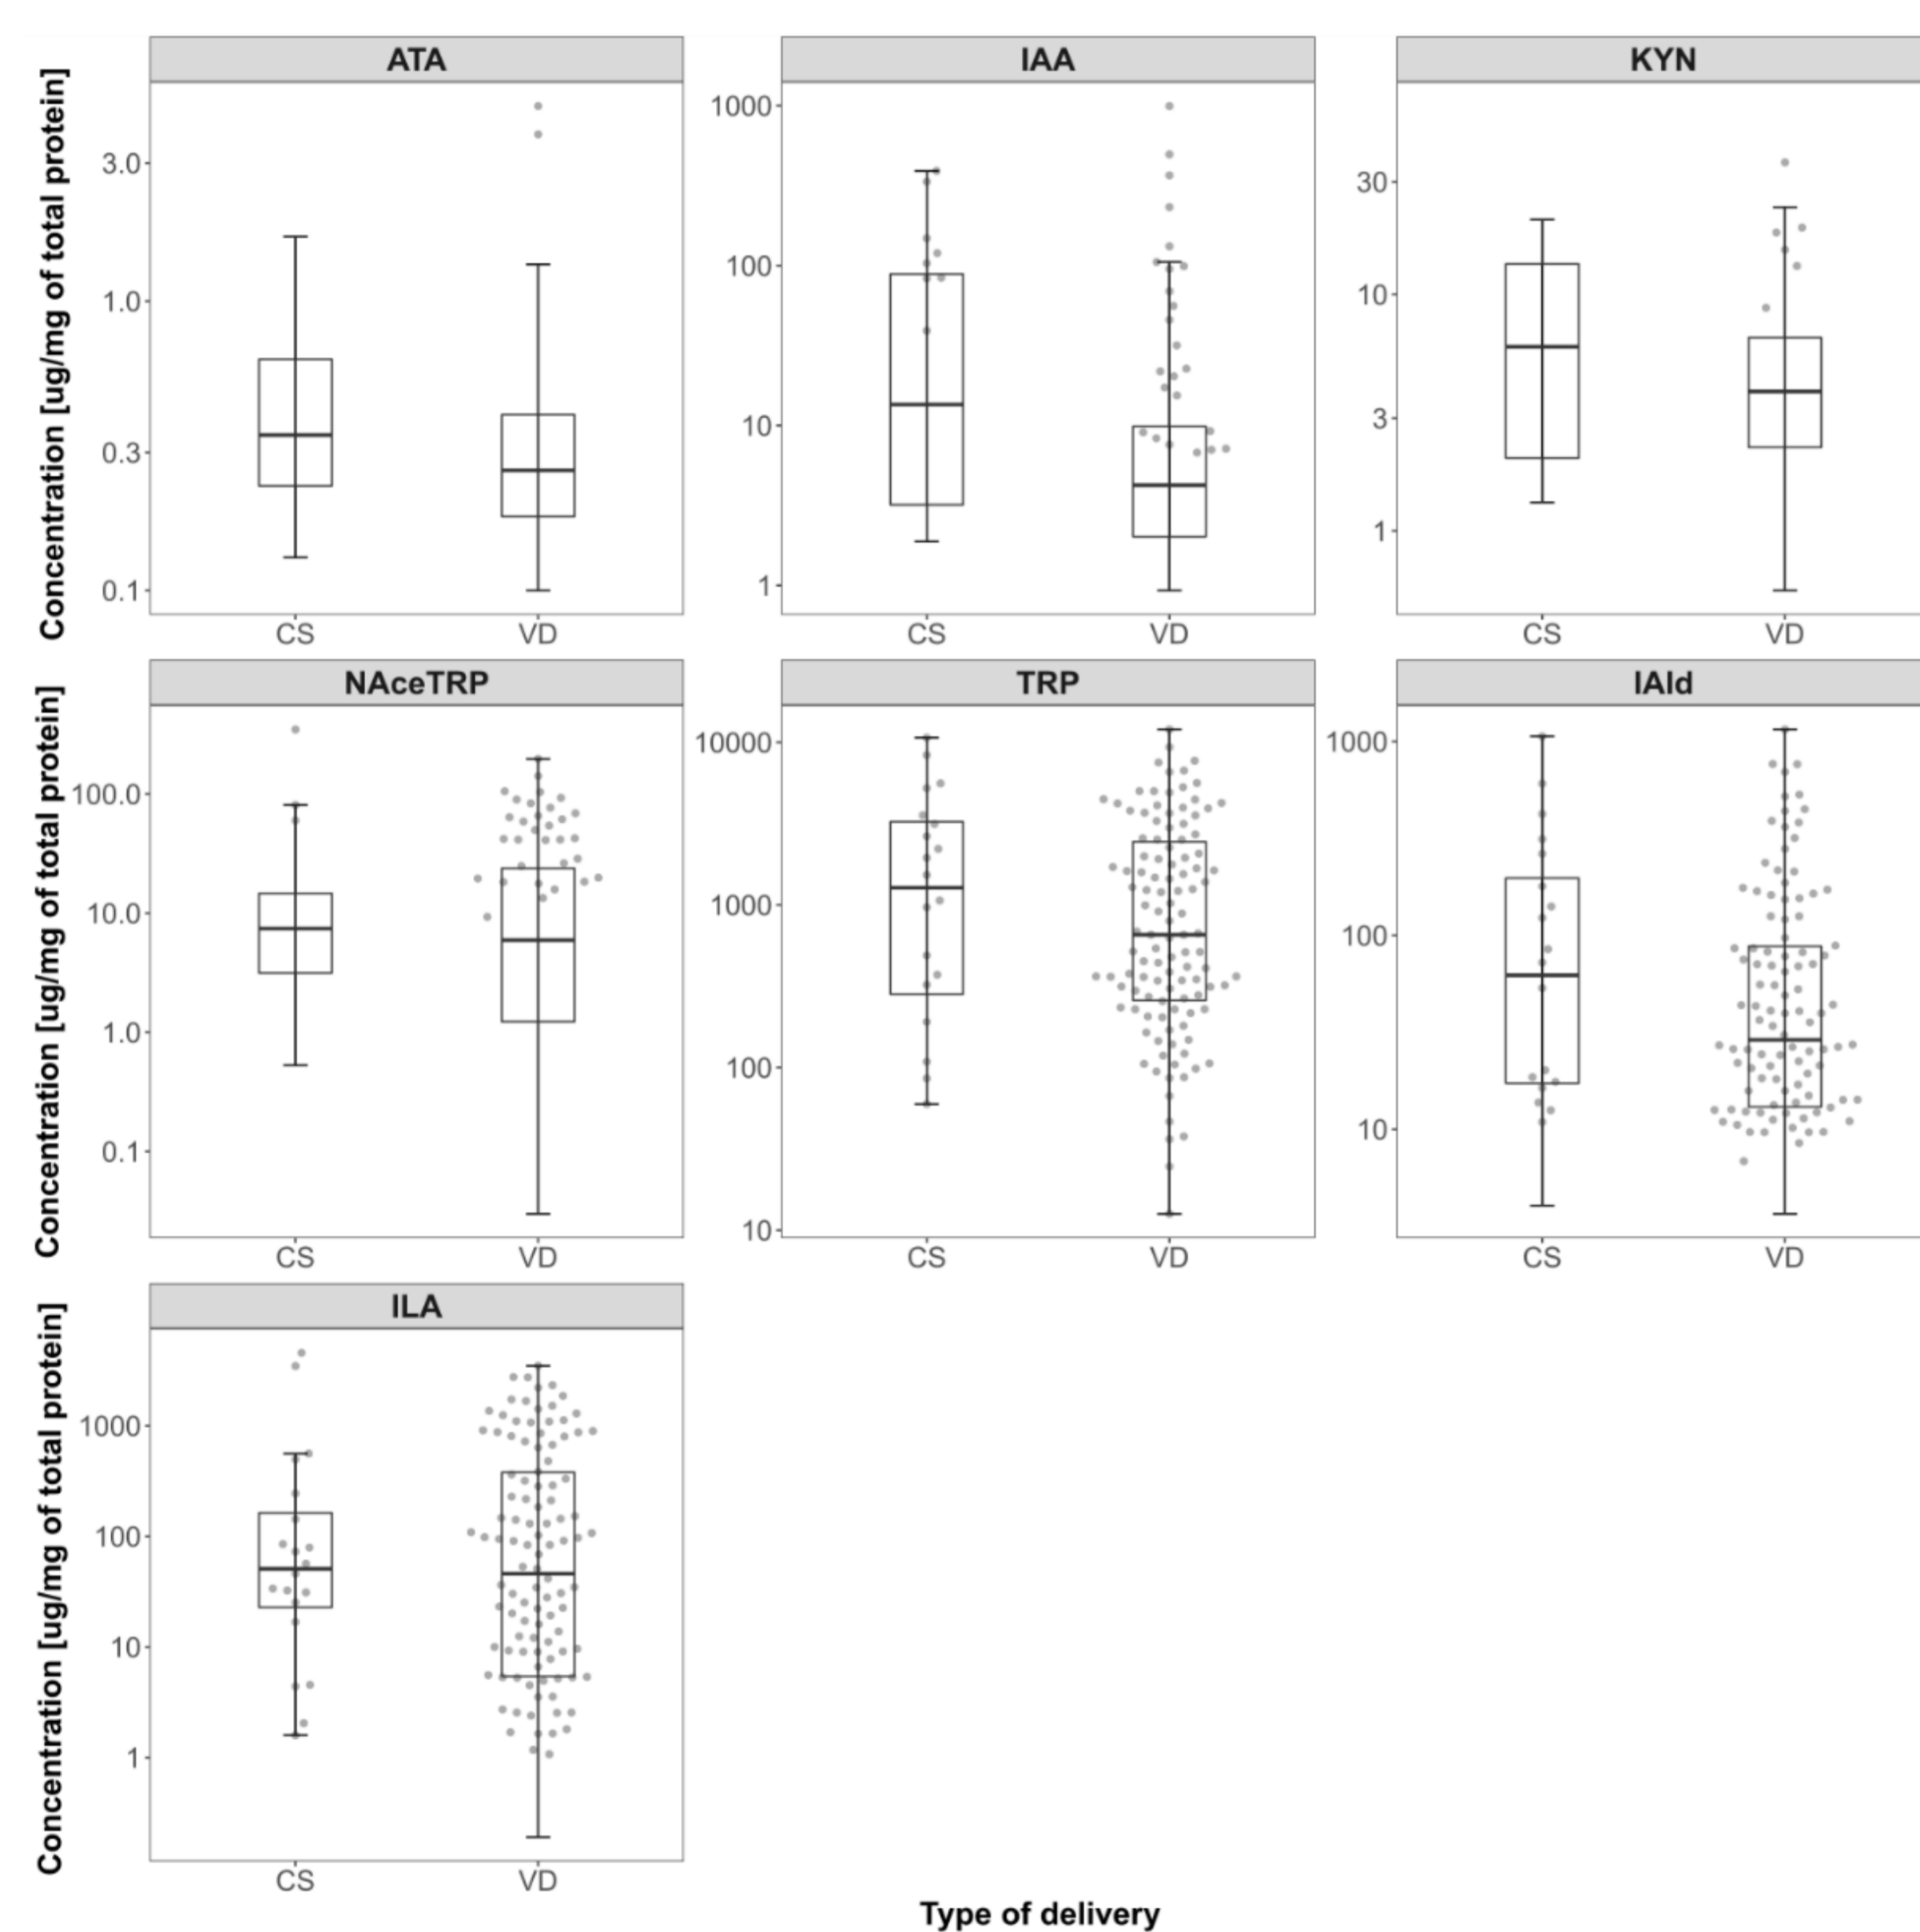 ATA
IAA
KYN
Concentration [ug/mg of total protein]
3.0
1.0
0.3
0.1
1000
100
10
1
30
10
3
1
CS
VD
CS
VD
CS
VD
NAceTRP
TRP
IAld
Concentration [ug/mg of total protein]
100.0
10.0
1.0
0.1
10000
1000
100
10
1000
100
10
CS
VD
CS
VD
CS
VD
ILA
Concentration [ug/mg of total protein]
1000
100
10
1
CS
VD
Type of delivery